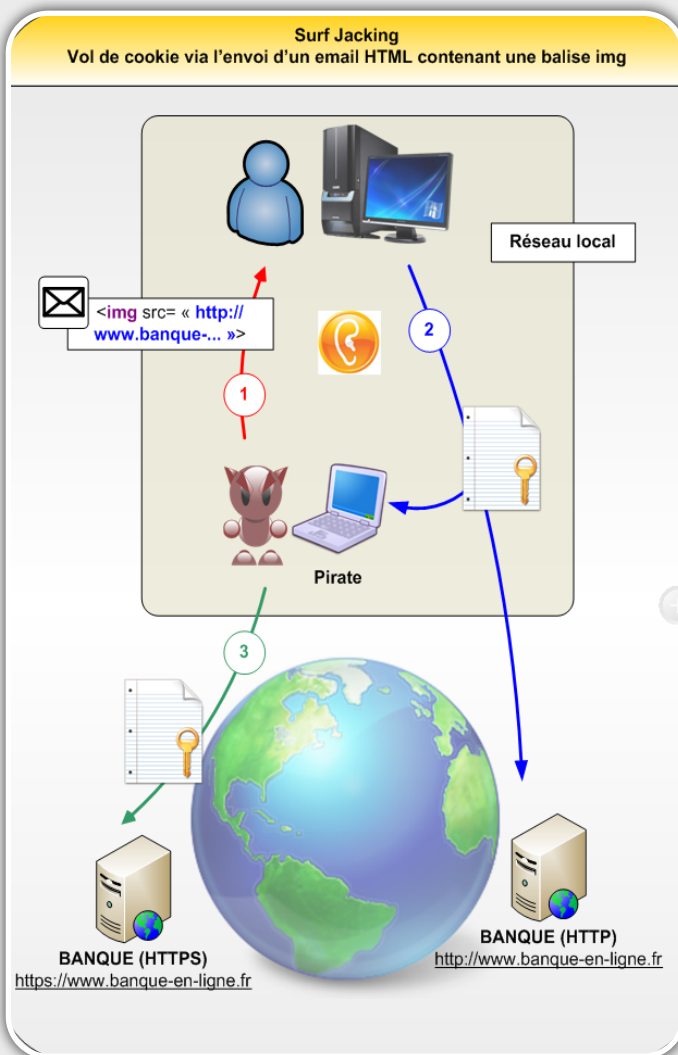 Surf Jacking
Vol de cookie via l'envoi d'un email HTML contenant une balise img
Réseau local
<img src= « http://
www.banque-... »>
2
1
Pirate
3
BANQUE (HTTPS)
https://www.banque-en-ligne.fr
BANQUE (HTTP)
http://www.banque-en-ligne.fr